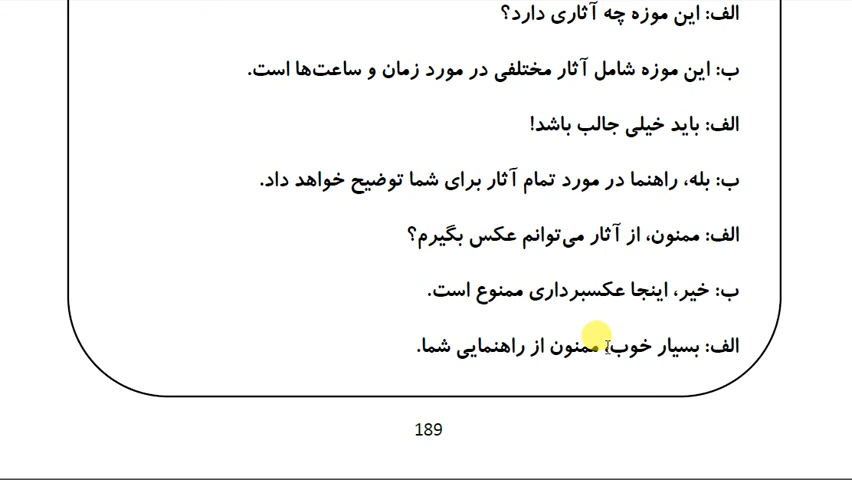 الف: این موزه چه آثاری دارد؟
ب: این موزه شامل آثار مختلفی در مورد زمان و ساعت‌ها است.
الف: باید خیلی جالب باشد!
ب: بله، راهنما در مورد تمام آثار برای شما توضیح خواهد داد.
الف: ممنون، از آثار می‌توانم عکس بگیرم؟
ب: خیر، اینجا عکسبرداری ممنوع است.
الف: بسیار خوب، ممنون از راهنمایی شما.
189